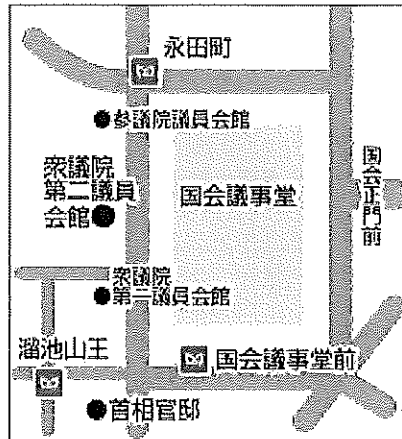 永田町
参議院議員会館
衆議院
第二議員
会館
国会議事堂
国会正門前
衆議院
第一議員会館
溜池山王
国会議事堂前
首相官邸